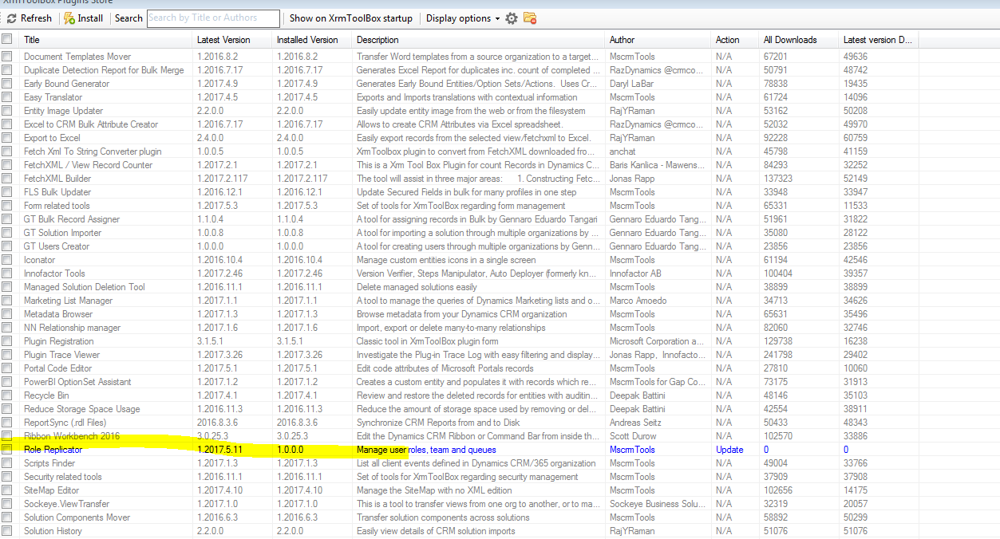 XrmToolBox Plugins Store
Refresh Install Search Search by Title or Authors Show on XrmToolBox startup Display options
Title Latest Version Installed Version Description Author Action All Downloads Latest version D...
Document Templates Mover 1.2016.8.2 1.2016.8.2 Transfer Word templates from a source organization to a target... MscrmTools N/A 67201 49636
Duplicate Detection Report for Bulk Merge 1.2016.7.17 1.2016.7.17 Generates Excel Report for duplicates inc. count of completed ... RazDynamics @crmco... N/A 50791 48742
Early Bound Generator 1.2017.4.9 1.2017.4.9 Generates Early Bound Entities/Option Sets/Actions. Uses Cr... Daryl LaBar N/A 78838 19435
Easy Translator 1.2017.4.5 1.2017.4.5 Exports and Imports translations with contextual information MscrmTools N/A 61724 14096
Entity Image Updater 2.2.0.0 2.2.0.0 Easily update entity image from the web or from the filesystem RajYRaman N/A 53162 50208
Excel to CRM Bulk Attribute Creator 1.2016.7.17 1.2016.7.17 Allows to create CRM Attributes via Excel spreadsheet. RazDynamics @crmco... N/A 52032 49970
Export to Excel 2.4.0.0 2.4.0.0 Easily export records from the selected view/fetchxml to Excel. RajYRaman N/A 92228 60759
Fetch Xml To String Converter plugin 1.0.0.5 1.0.0.5 XrmToolbox plugin to convert from FetchXML downloaded fro... anchat N/A 45798 41159
FetchXML / View Record Counter 1.2017.2.1 1.2017.2.1 This is a Xrm Tool Box Plugin for count Records in Dynamics C... Baris Kanlica - Mawens... N/A 84293 32252
FetchXML Builder 1.2017.2.117 1.2017.2.117 The tool will assist in three major areas: 1. Constructing Fetc... Jonas Rapp N/A 137323 52149
FLS Bulk Updater 1.2016.12.1 1.2016.12.1 Update Secured Fields in bulk for many profiles in one step MscrmTools N/A 33948 33947
Form related tools 1.2017.5.3 1.2017.5.3 Set of tools for XrmToolBox regarding form management MscrmTools N/A 65331 11533
GT Bulk Record Assigner 1.1.0.4 1.1.0.4 A tool for assigning records in Bulk by Gennaro Eduardo Tangari Gennaro Eduardo Tang... N/A 51961 31822
GT Solution Importer 1.0.0.8 1.0.0.8 A tool for importing a solution through multiple organizations by ... Gennaro Eduardo Tang... N/A 35080 28122
GT Users Creator 1.0.0.0 1.0.0.0 A tool for creating users through multiple organizations by Genn... Gennaro Eduardo Tang... N/A 23856 23856
Iconator 1.2016.10.4 1.2016.10.4 Manage custom entities icons in a single screen MscrmTools N/A 61194 42546
Innofactor Tools 1.2017.2.46 1.2017.2.46 Version Verifier, Steps Manipulator, Auto Deployer (formerly kn... Innofactor AB N/A 100404 39357
Managed Solution Deletion Tool 1.2016.11.1 1.2016.11.1 Delete managed solutions easily MscrmTools N/A 38899 38899
Marketing List Manager 1.2017.1.1 1.2017.1.1 A tool to manage the queries of Dynamics Marketing lists and o... Marco Amoedo N/A 34713 34626
Metadata Browser 1.2017.1.3 1.2017.1.3 Browse metadata from your Dynamics CRM organization MscrmTools N/A 65631 35496
NN Relationship manager 1.2017.1.6 1.2017.1.6 Import, export or delete many-to-many relationships MscrmTools N/A 82060 32746
Plugin Registration 3.1.5.1 3.1.5.1 Classic tool in XrmToolBox plugin form Microsoft Corporation a... N/A 129738 16238
Plugin Trace Viewer 1.2017.3.26 1.2017.3.26 Investigate the Plug-in Trace Log with easy filtering and display... Jonas Rapp, Innofacto... N/A 241798 29402
Portal Code Editor 1.2017.5.1 1.2017.5.1 Edit code attributes of Microsoft Portals records MscrmTools N/A 27810 10060
PowerBI OptionSet Assistant 1.2017.1.2 1.2017.1.2 Creates a custom entity and populates it with records which re... MscrmTools for Gap Co... N/A 73175 31913
Recycle Bin 1.2017.4.1 1.2017.4.1 Review and restore the deleted records for entities with auditin... Deepak Battini N/A 48146 35103
Reduce Storage Space Usage 1.2016.11.3 1.2016.11.3 Reduce the amount of storage space used by removing or del... Deepak Battini N/A 42554 38911
ReportSync (.rdl Files) 2016.8.3.6 2016.8.3.6 Synchronize CRM Reports from and to Disk Andreas Seitz N/A 50433 48343
Ribbon Workbench 2016 3.0.25.3 3.0.25.3 Edit the Dynamics CRM Ribbon or Command Bar from inside th... Scott Durow N/A 102570 33886
Role Replicator 1.2017.5.11 1.0.0.0 Manage user roles, team and queues MscrmTools Update 0 0
Scripts Finder 1.2017.1.3 1.2017.1.3 List all client events defined in Dynamics CRM/365 organization MscrmTools N/A 49004 33766
Security related tools 1.2016.11.1 1.2016.11.1 Set of tools for XrmToolBox regarding security management MscrmTools N/A 37909 37908
SiteMap Editor 1.2017.4.10 1.2017.4.10 Manage the SiteMap with no XML edition MscrmTools N/A 102656 14175
Sockeye.ViewTransfer 1.2017.1.0 1.2017.1.0 This is a tool to transfer views from one org to another, or to ma... Sockeye Business Solu... N/A 32319 20057
Solution Components Mover 1.2016.6.3 1.2016.6.3 Transfer solution components across solutions MscrmTools N/A 58892 50299
Solution History 2.2.0.0 2.2.0.0 Easily view details of CRM solution imports RajYRaman N/A 51076 51076